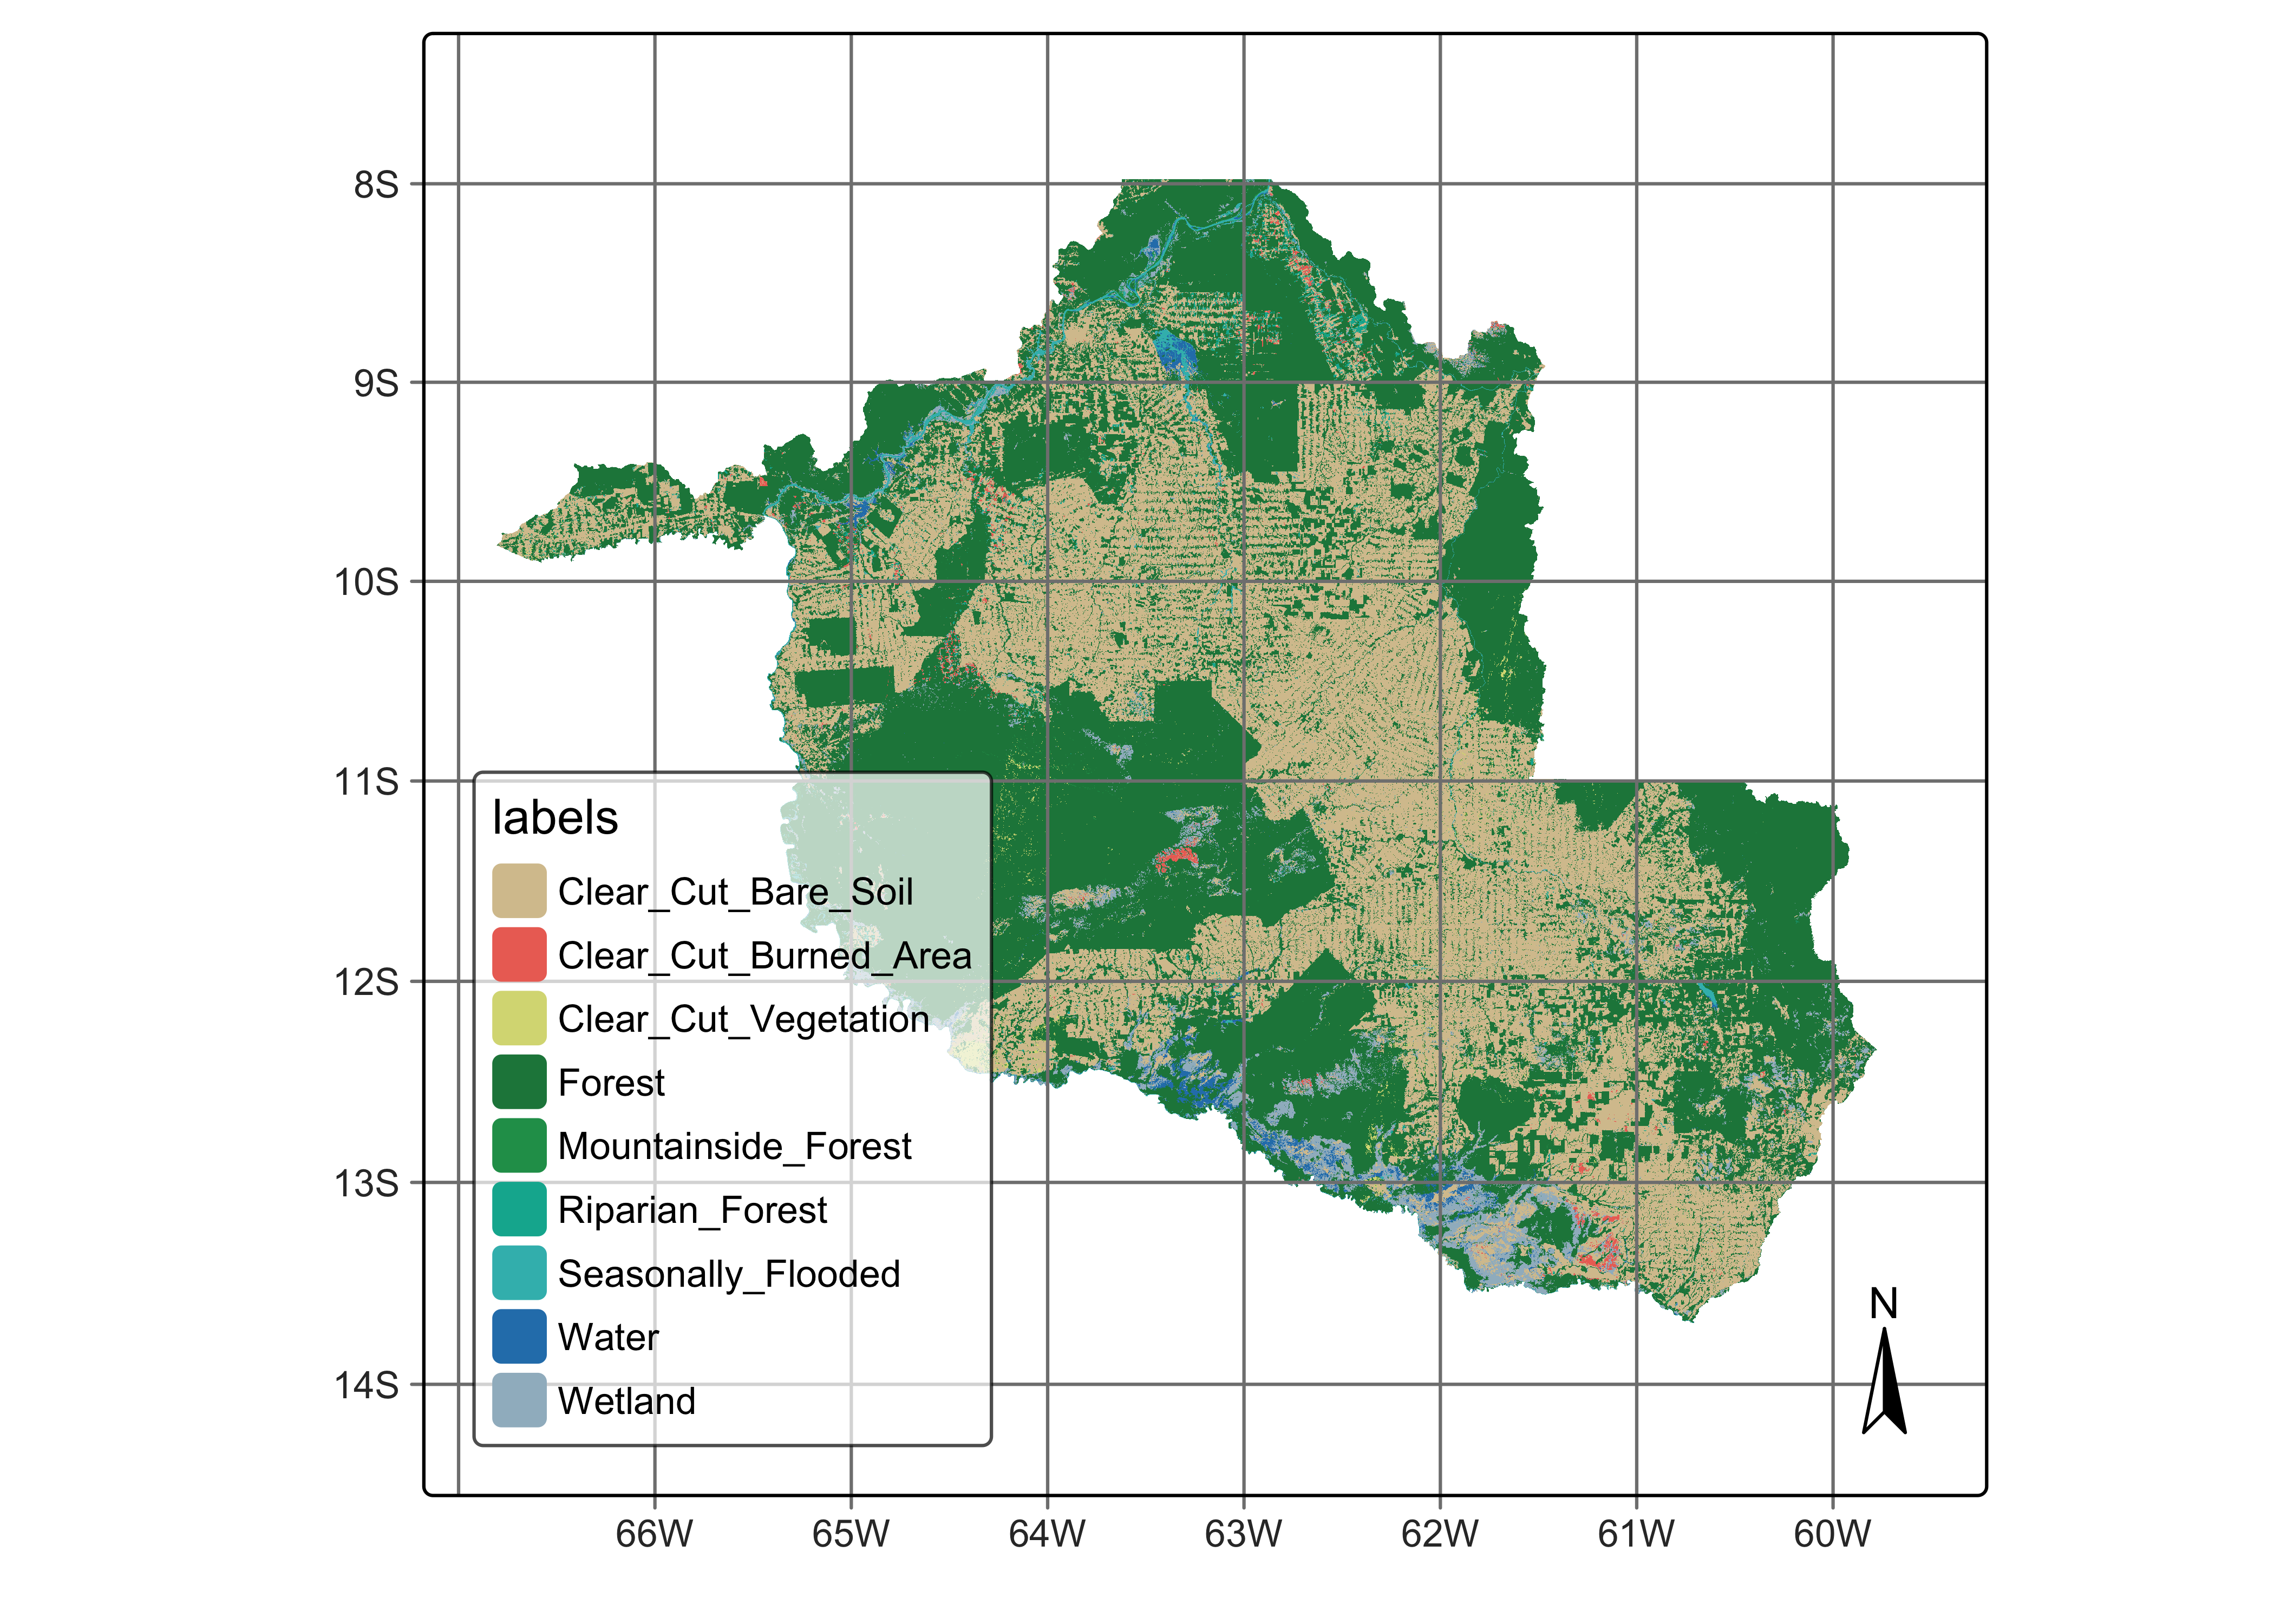 8S
9S
10S
11S
12S
13S
14S
labels
Clear_Cut_Bare_Soil
Clear_Cut_Burned_Area
Clear_Cut_Vegetation
Forest
Mountainside_Forest
Riparian_Forest
Seasonally_Flooded
Water
Wetland
N
66W 65W 64W 63W 62W 61W 60W